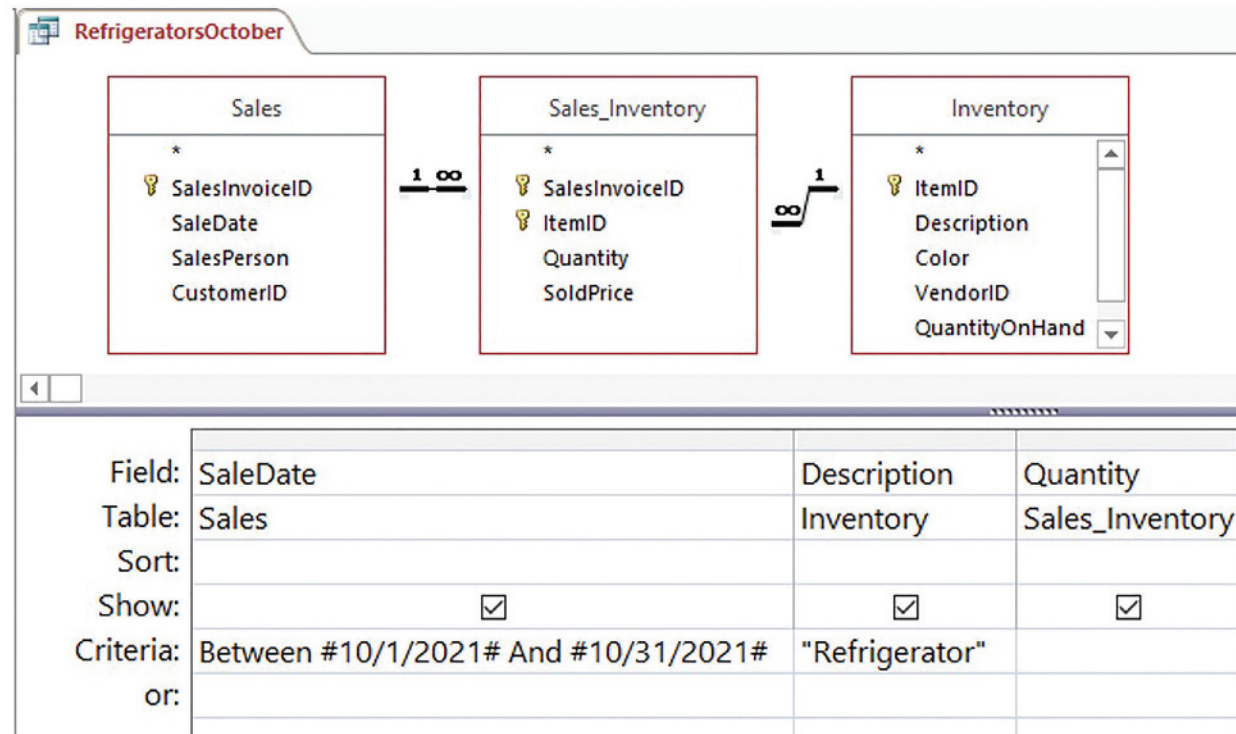 RefrigeratorsOctober
Sales
*
SalesInvoiceID
SaleDate
SalesPerson
CustomerID
1 ∞
Sales_Inventory
*
SalesInvoiceID
ItemID
Quantity
SoldPrice
∞ 1
Inventory
*
ItemID
Description
Color
VendorID
QuantityOnHand
Field: SaleDate Description Quantity
Table: Sales Inventory Sales_Inventory
Sort:
Show:
Criteria: Between #10/1/2021# And #10/31/2021# "Refrigerator"
or: